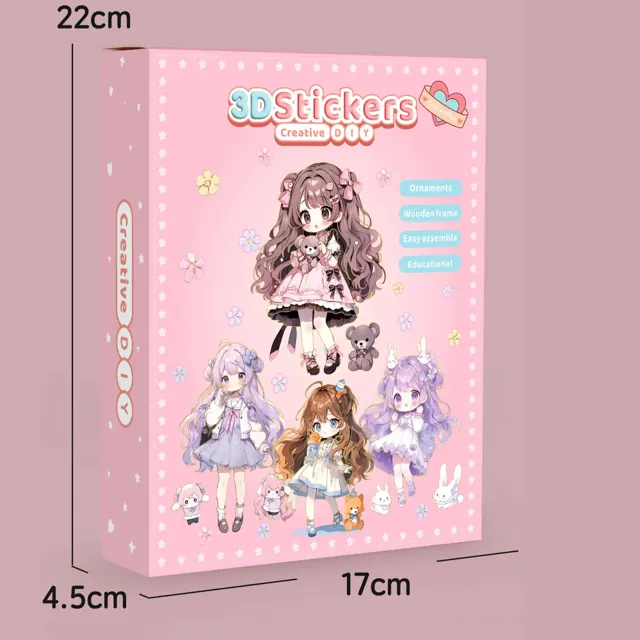 22cm
3DStickers
Creative DIY
Ornaments
Wooden frame
Easy assemble
Educational
Creative DIY
4.5cm
17cm